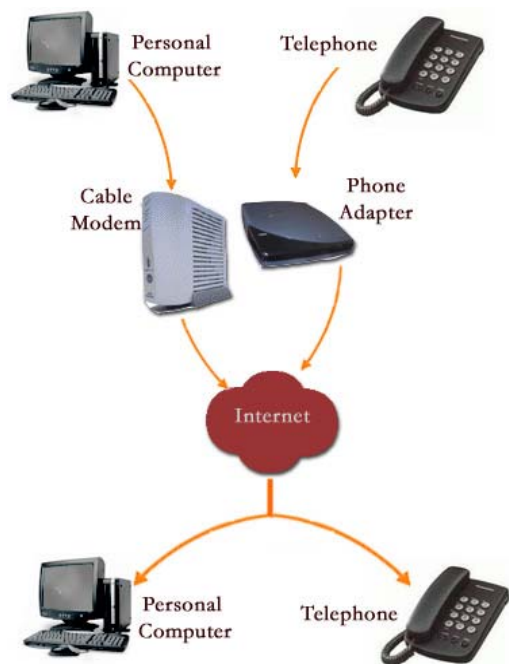 Personal
Computer
Telephone
Cable
Modem
Phone
Adapter
Internet
Personal
Computer
Telephone